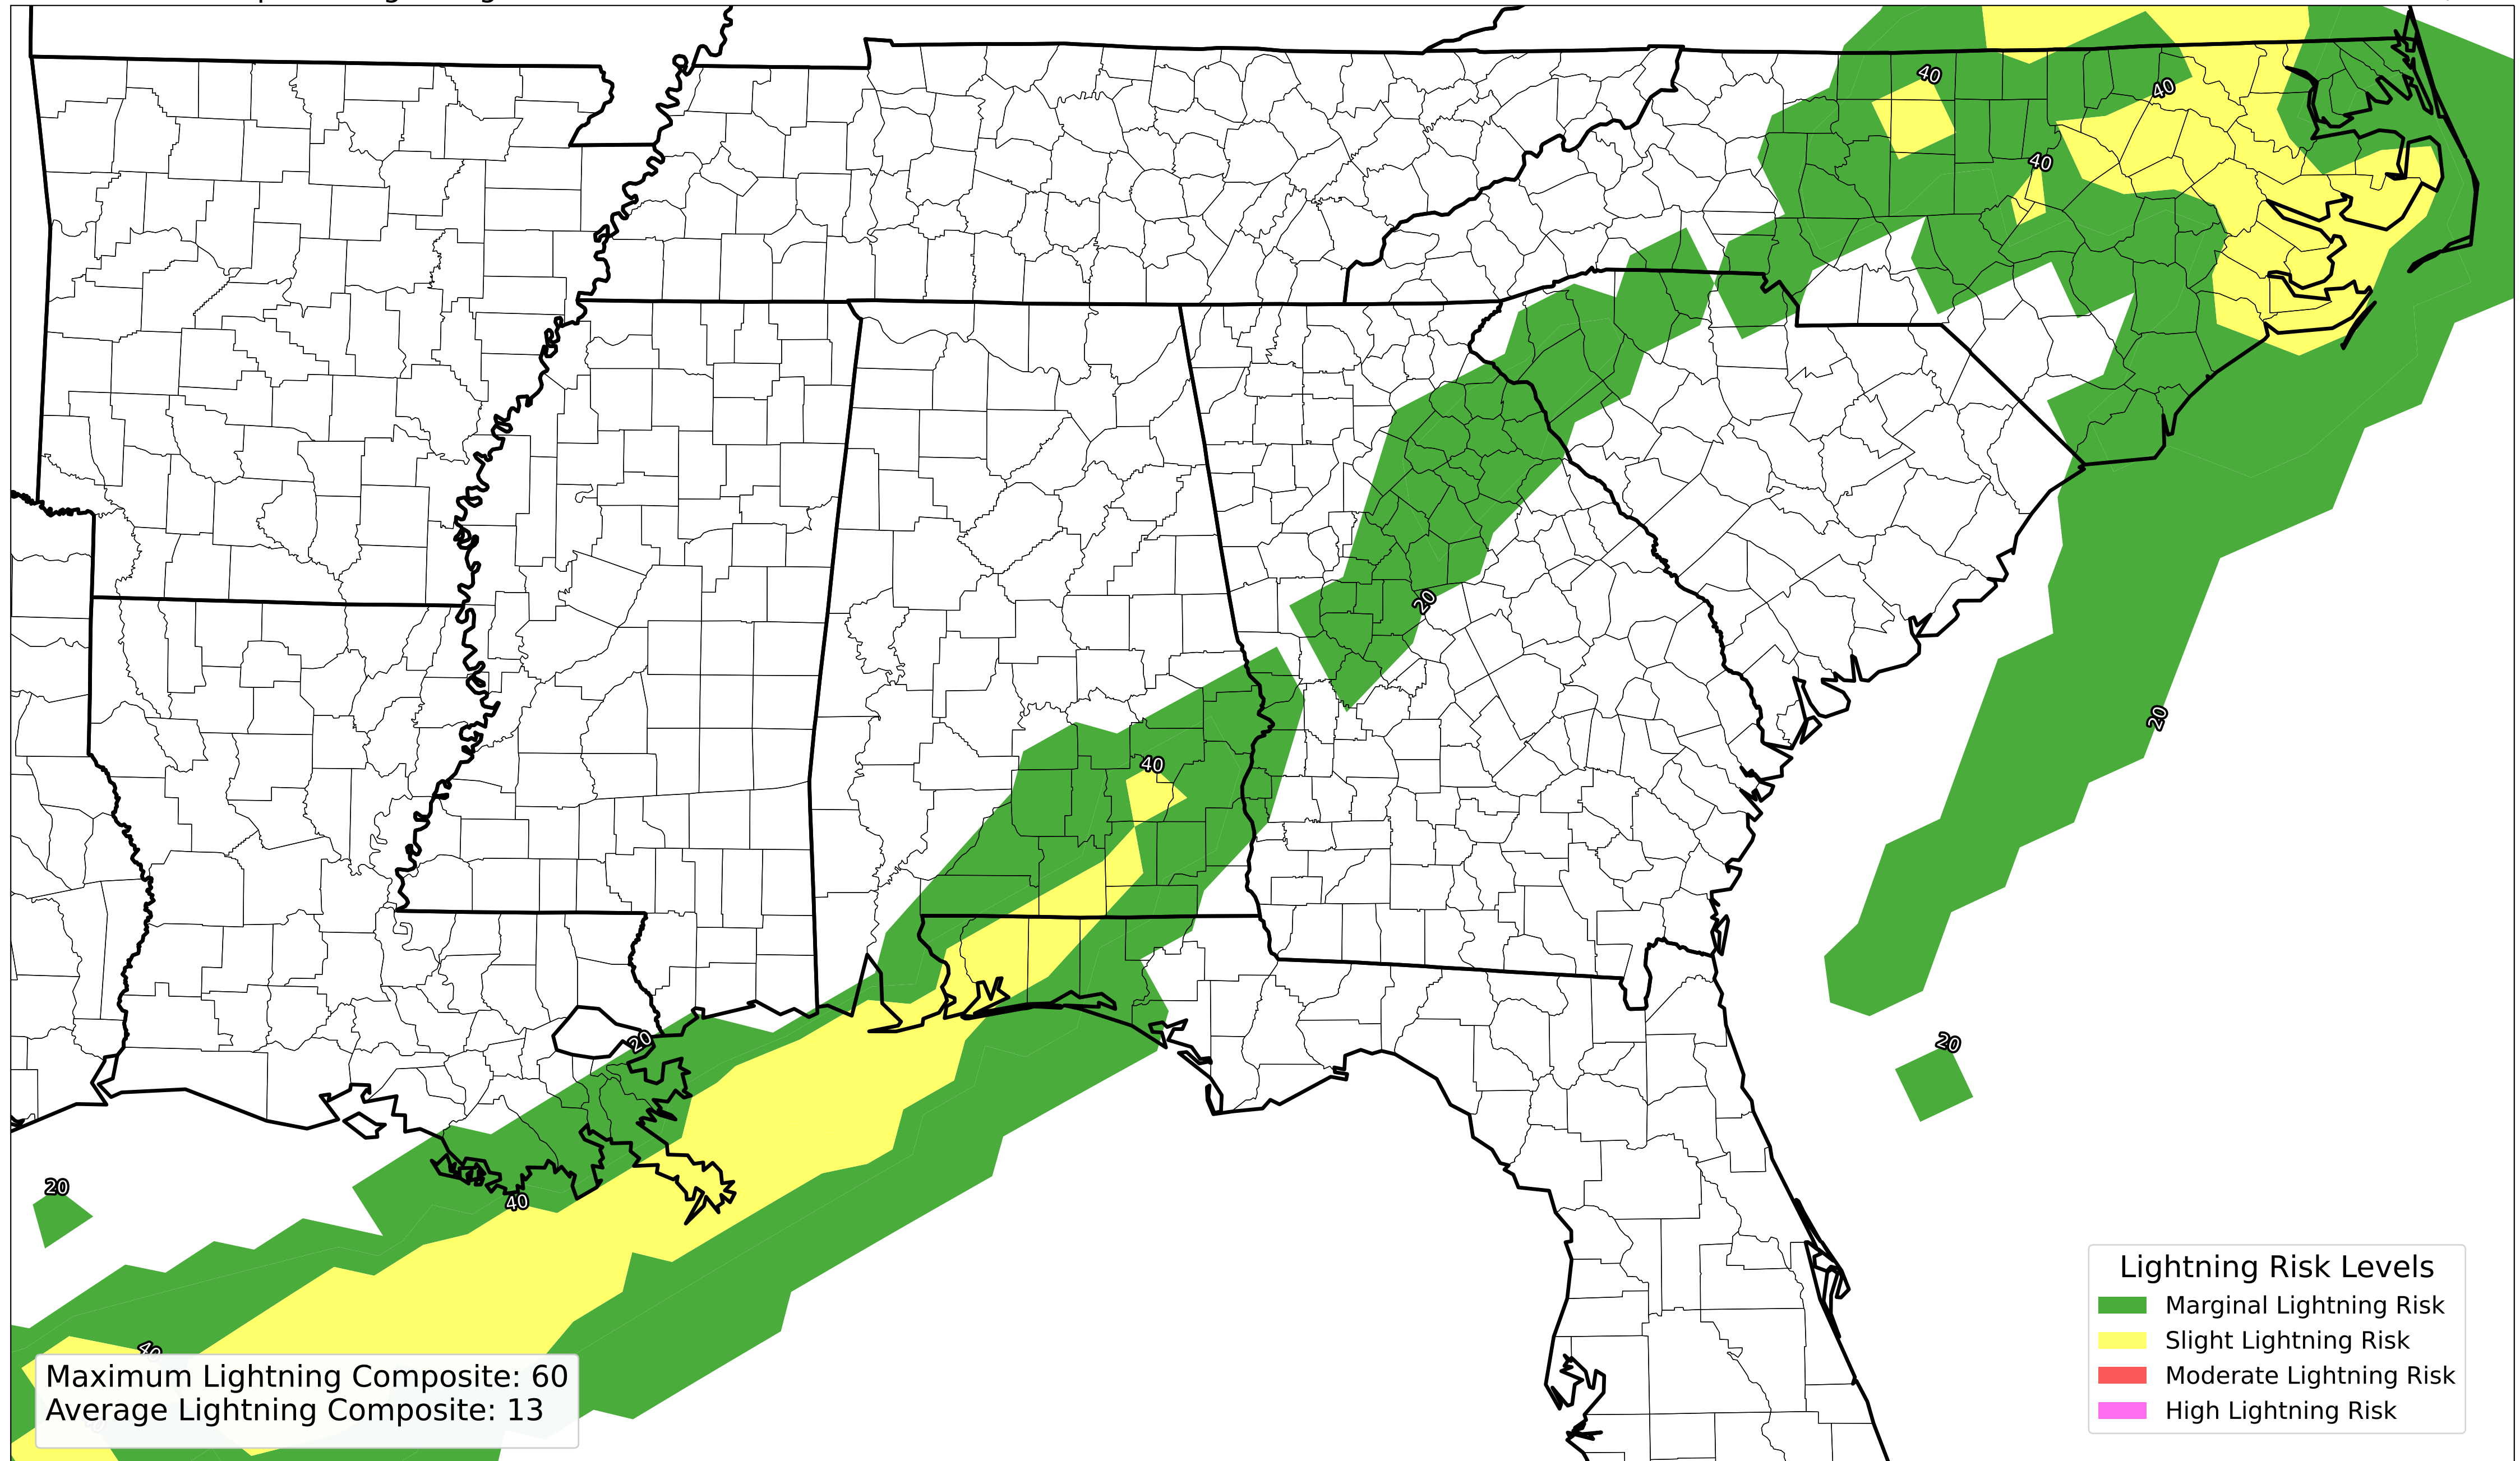 40
40
40
20
40
20
20
20
20
40
40
Lightning Risk Levels
Marginal Lightning Risk
Slight Lightning Risk
Moderate Lightning Risk
High Lightning Risk
Maximum Lightning Composite: 60
Average Lightning Composite: 13